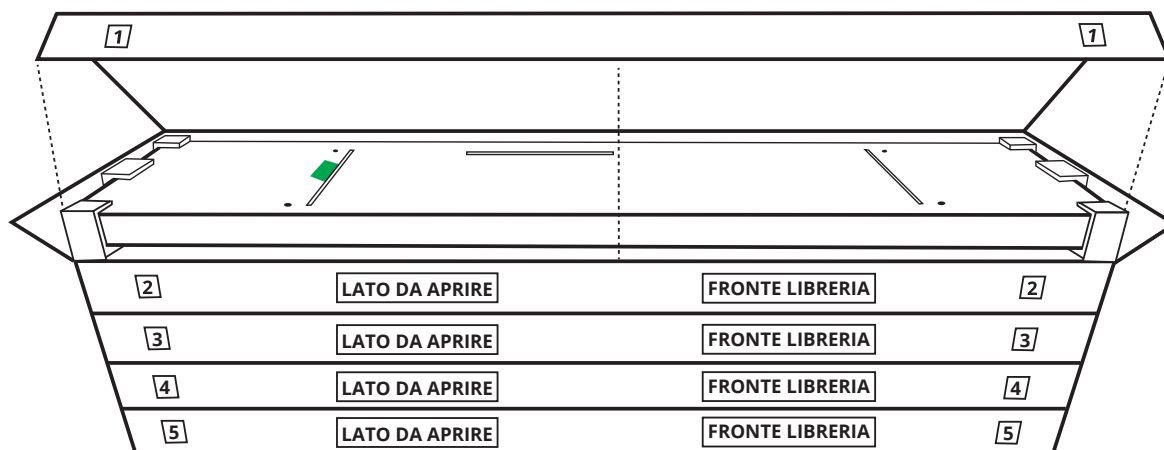 1 1
2 LATO DA APRIRE FRONTE LIBRERIA 2
3 LATO DA APRIRE FRONTE LIBRERIA 3
4 LATO DA APRIRE FRONTE LIBRERIA 4
5 LATO DA APRIRE FRONTE LIBRERIA 5